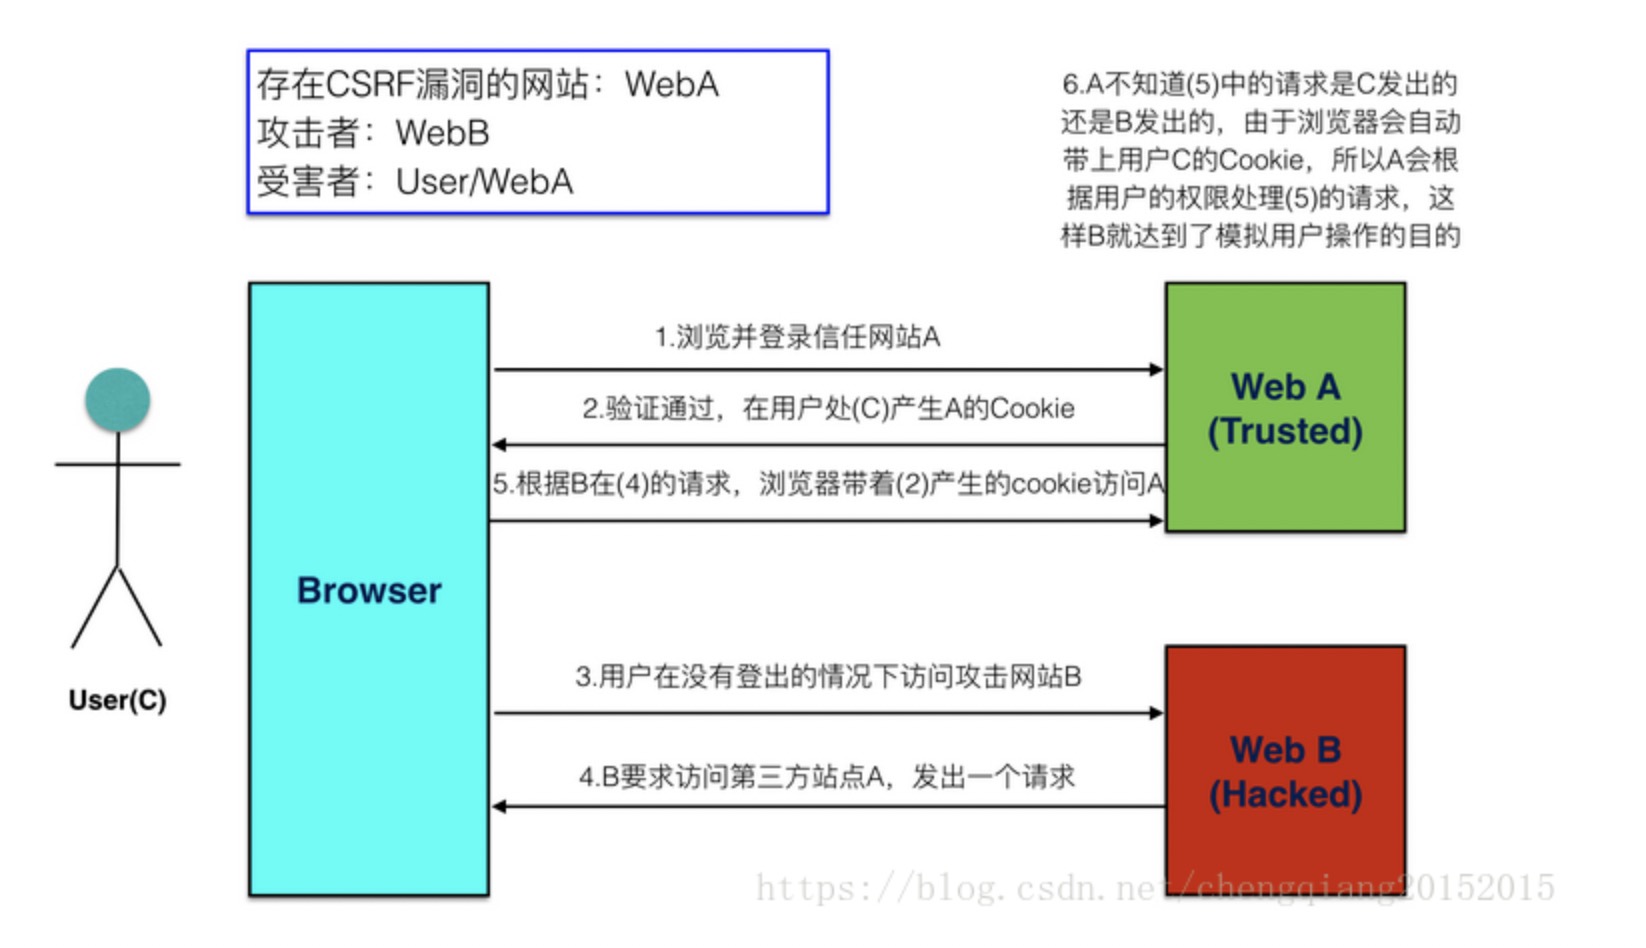 存在CSRF漏洞的网站：WebA
攻击者：WebB
受害者：User/WebA
6.A不知道(5)中的请求是C发出的
还是B发出的，由于浏览器会自动
带上用户C的Cookie，所以A会根
据用户的权限处理(5)的请求，这
样B就达到了模拟用户操作的目的
1.浏览并登录信任网站A
2.验证通过，在用户处(C)产生A的Cookie
5.根据B在(4)的请求，浏览器带着(2)产生的cookie访问A
Web A
(Trusted)
Browser
User(C)
3.用户在没有登出的情况下访问攻击网站B
4.B要求访问第三方站点A，发出一个请求
Web B
(Hacked)
https://blog.csdn.net/chengqiang20152015